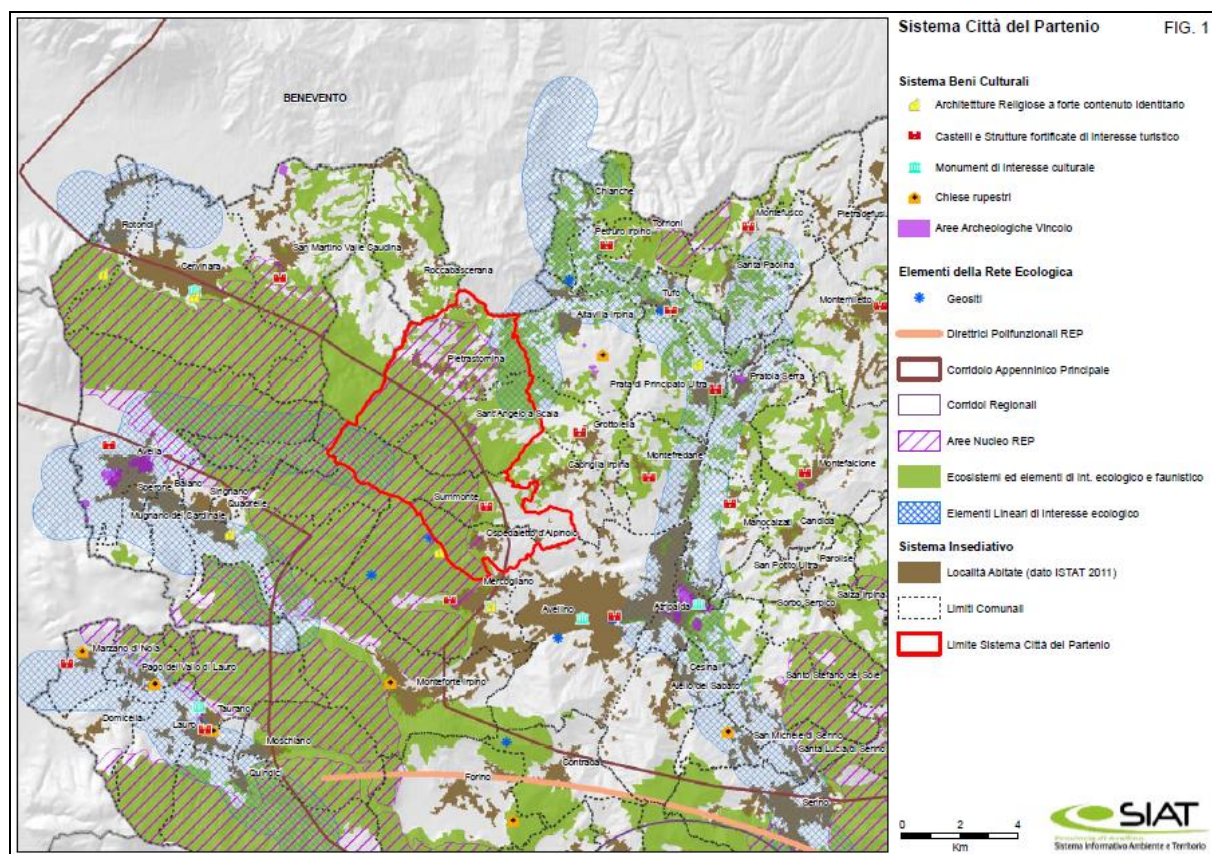 Sistema Città del Partenio
FIG. 1
Sistema Beni Culturali
Architettture Religiose a forte contenuto identitario
Castelli e Strutture fortificate di interesse turistico
Monument di interesse culturale
Chiese rupestri
Aree Archeologiche Vincolo
Elementi della Rete Ecologica
Geositi
Direttrici Polifunzionali REP
Corridoio Appenninico Principale
Corridoi Regionali
Aree Nucleo REP
Ecosistemi ed elementi di int. ecologico e faunistico
Elementi Lineari di Interesse ecologico
Sistema Insediativo
Località Abitate (dato ISTAT 2011)
Limiti Comunali
Limite Sistema Città del Partenio
0 2 4
Km
SIAT
Provincia di Avellino
Sistema Informativo Ambiente e Territorio
BENEVENTO
Rotondi
Cervinara
San Martino Valle Caudina
Roccabascerana
Chianche
Petruro Irpino
Torrioni
Montefusco
Pietradefusi
Santa Paolina
Montemiletto
Tufo
Altavilla Irpina
Pietrastornina
Prata di Principato Ultra
Pratola Serra
Sant'Angelo a Scala
Grottolella
Montefredane
Capriglia Irpina
Montefalcione
Avella
Sperone
Baiano
Sirignano
Quadrelle
Mugnano del Cardinale
Summonte
Ospedaletto d'Alpinolo
Manocalzati
Candida
Parolise
San Potito Ultra
Salza Irpina
Sorbo Serpico
Mercogliano
Avellino
Atripalda
Cesinali
Aiello del Sabato
Santo Stefano del Sole
Marzano di Nola
Pago del Vallo di Lauro
Monteforte Irpino
Domicella
Taurano
Lauro
Moschiano
Quindici
San Michele di Serino
Santa Lucia di Serino
Contrada
Forino
Serino